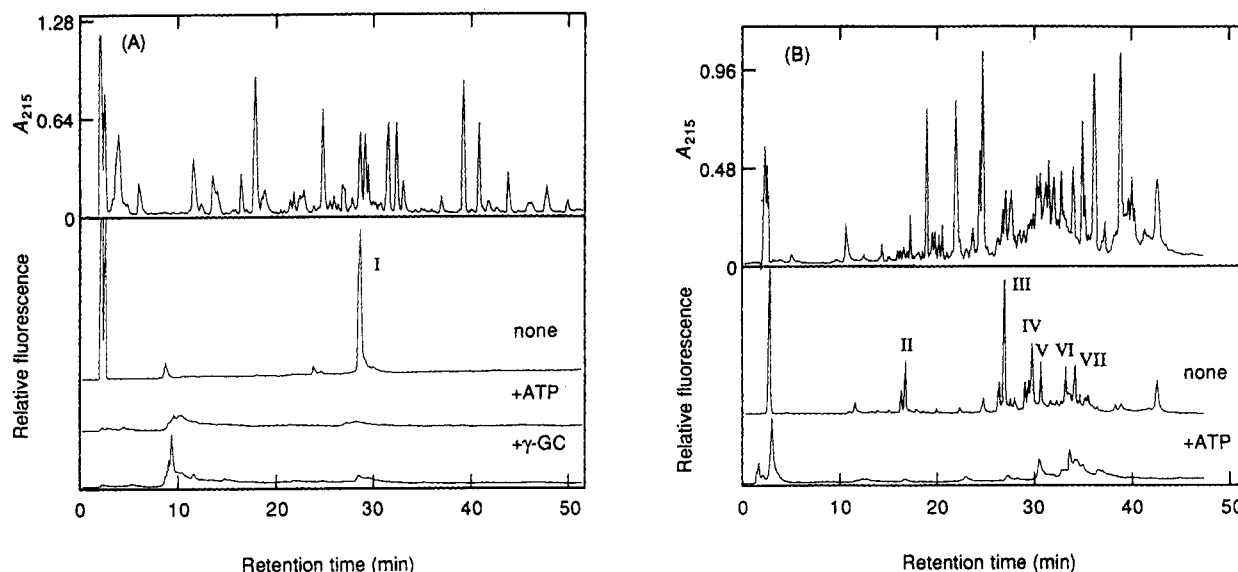 (A)
1.28
0.64
0
A215
I
none
+ATP
+γ-GC
Relative fluorescence
0 10 20 30 40 50
Retention time (min)
(B)
0.96
0.48
0
A215
II
III
IV
V
VI
VII
none
+ATP
Relative fluorescence
0 10 20 30 40 50
Retention time (min)